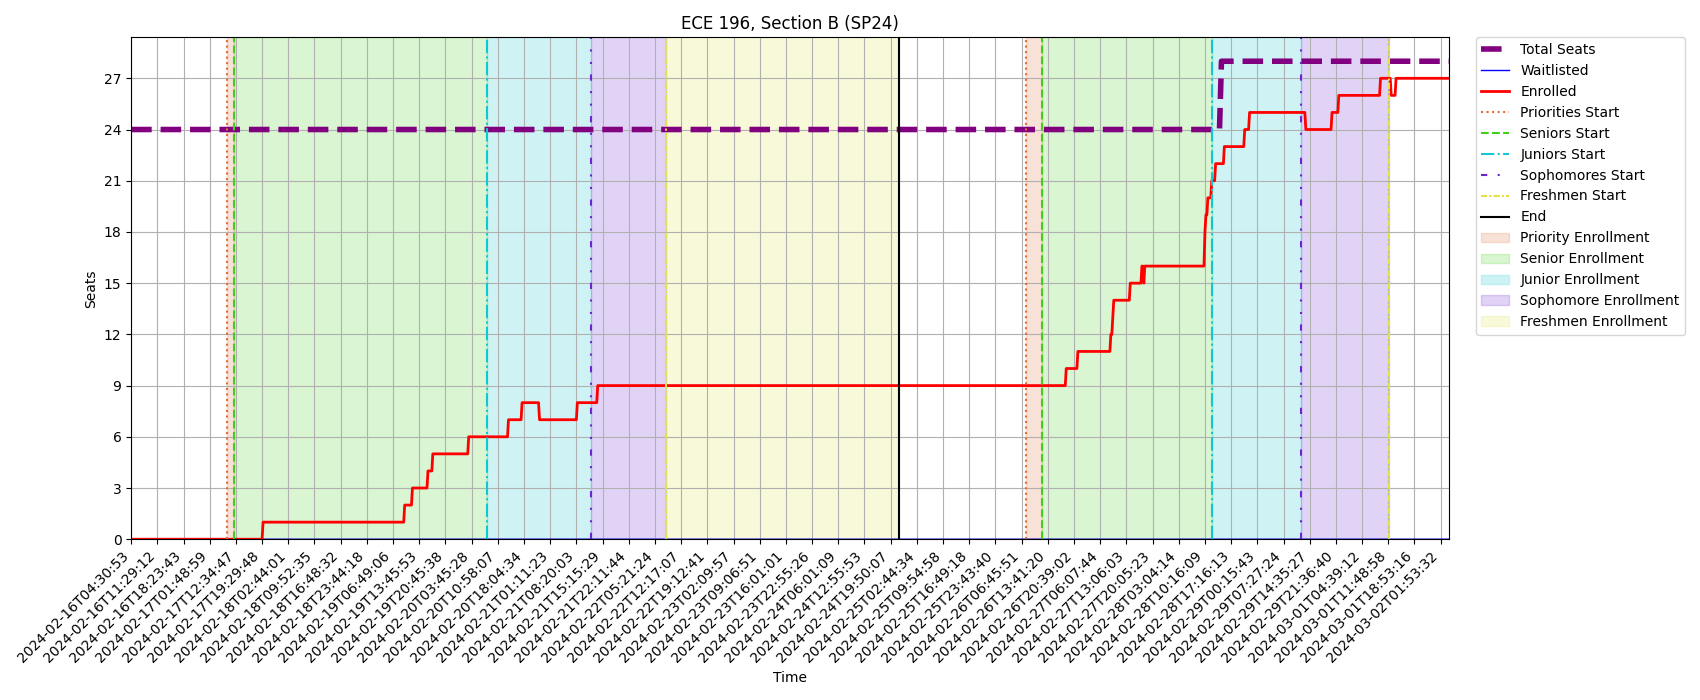 ECE 196, Section B (SP24)
Seats
27
24
21
18
15
12
9
6
3
0
2024-02-16T04:30:53
2024-02-16T11:29:12
2024-02-16T18:23:43
2024-02-17T01:48:59
2024-02-17T12:34:47
2024-02-17T19:29:48
2024-02-18T02:44:01
2024-02-18T09:52:35
2024-02-18T16:48:32
2024-02-18T23:44:18
2024-02-19T06:49:06
2024-02-19T13:45:53
2024-02-19T20:45:38
2024-02-20T03:45:28
2024-02-20T10:58:07
2024-02-20T18:04:34
2024-02-21T01:11:23
2024-02-21T08:20:03
2024-02-21T15:15:29
2024-02-21T22:11:44
2024-02-22T05:21:24
2024-02-22T12:17:07
2024-02-22T19:12:41
2024-02-23T02:09:57
2024-02-23T09:06:51
2024-02-23T16:01:01
2024-02-23T22:55:26
2024-02-24T06:01:09
2024-02-24T12:55:53
2024-02-24T19:50:07
2024-02-25T02:44:34
2024-02-25T09:54:58
2024-02-25T16:49:18
2024-02-25T23:43:40
2024-02-26T06:45:51
2024-02-26T13:41:20
2024-02-26T20:39:02
2024-02-27T06:07:44
2024-02-27T13:06:03
2024-02-27T20:05:23
2024-02-28T03:04:14
2024-02-28T10:16:09
2024-02-28T17:16:13
2024-02-29T00:15:43
2024-02-29T07:27:24
2024-02-29T14:35:27
2024-02-29T21:36:40
2024-03-01T04:39:12
2024-03-01T11:48:58
2024-03-01T18:53:16
2024-03-02T01:53:32
Time
Total Seats
Waitlisted
Enrolled
Priorities Start
Seniors Start
Juniors Start
Sophomores Start
Freshmen Start
End
Priority Enrollment
Senior Enrollment
Junior Enrollment
Sophomore Enrollment
Freshmen Enrollment